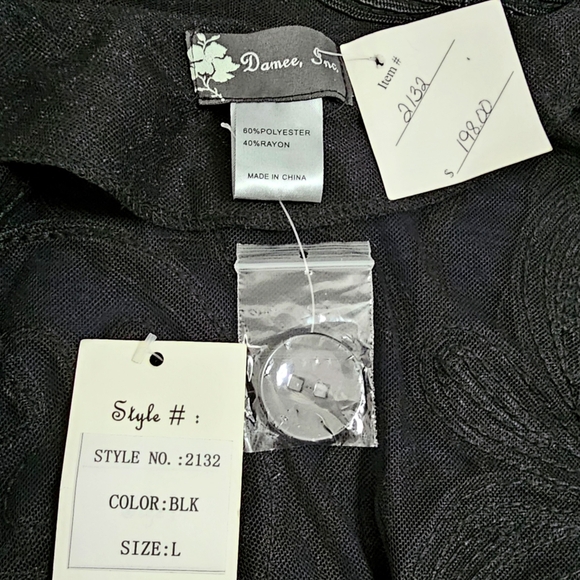 Damee, Inc.
Item #
2132
$ 198.00
60%POLYESTER
40%RAYON
MADE IN CHINA
Style # :
STYLE NO.:2132
COLOR:BLK
SIZE:L